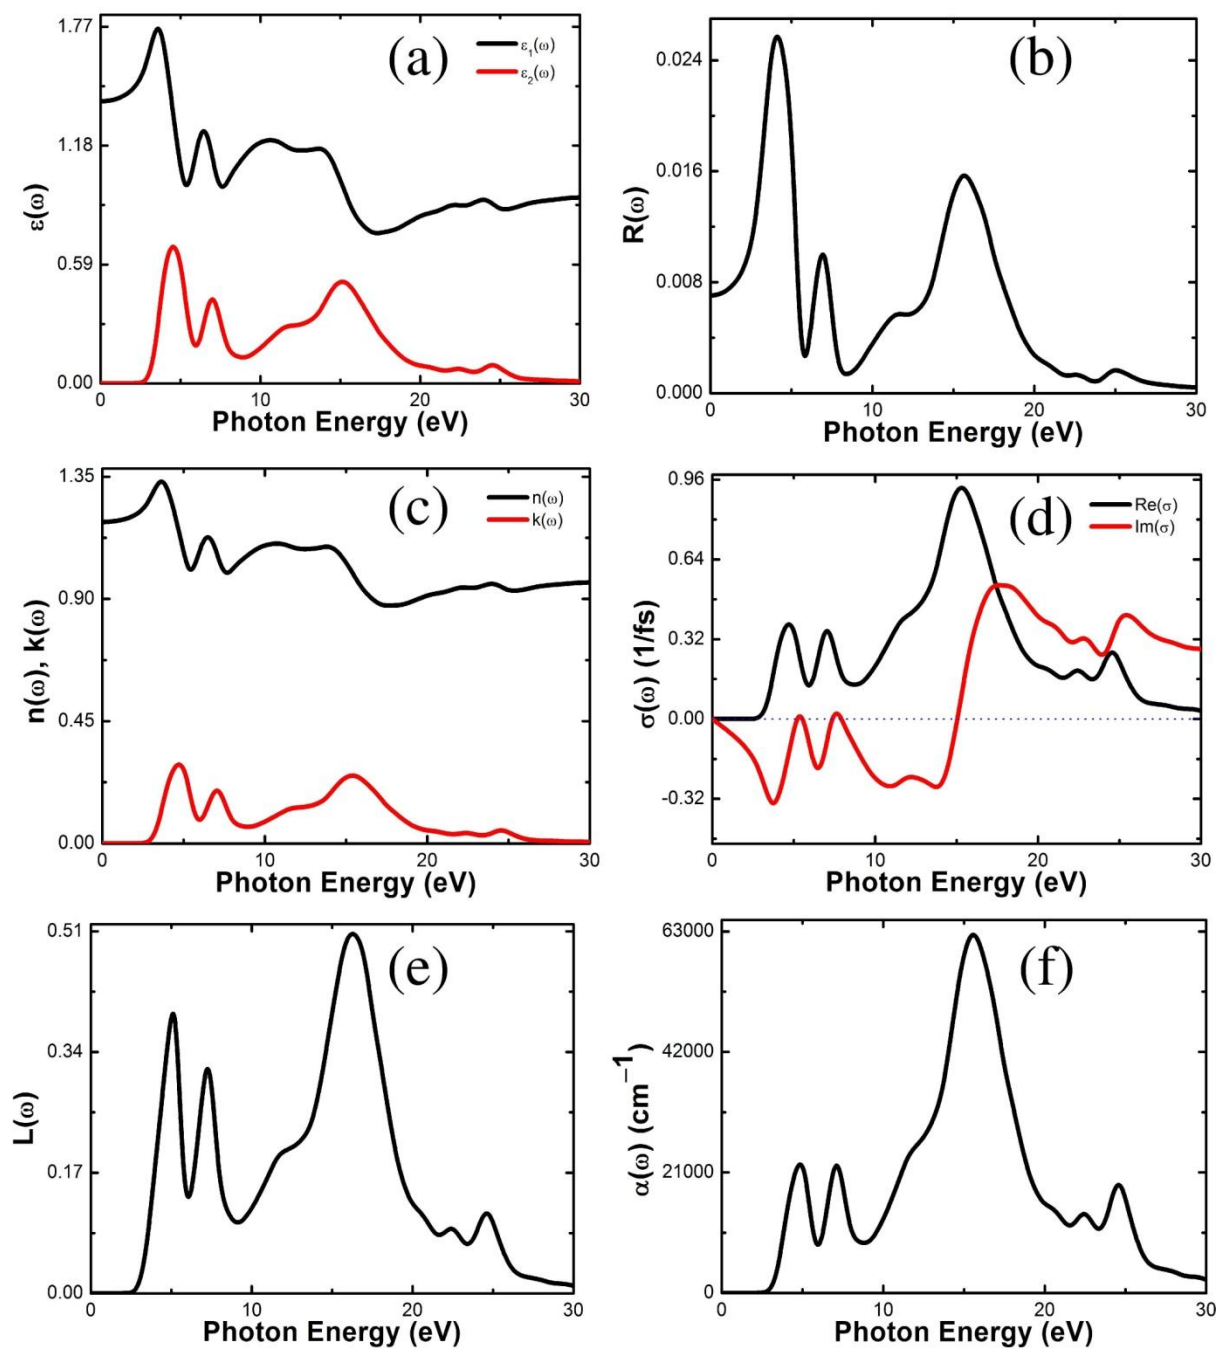 (a)
ε₁(ω)
ε₂(ω)
1.77
1.18
0.59
0.00
ε(ω)
0
10
20
30
Photon Energy (eV)
(b)
0.024
0.016
0.008
0.000
R(ω)
0
10
20
30
Photon Energy (eV)
(c)
n(ω)
k(ω)
1.35
0.90
0.45
0.00
n(ω), k(ω)
0
10
20
30
Photon Energy (eV)
(d)
Re(σ)
Im(σ)
0.96
0.64
0.32
0.00
-0.32
σ(ω) (1/fs)
0
10
20
30
Photon Energy (eV)
(e)
0.51
0.34
0.17
0.00
L(ω)
0
10
20
30
Photon Energy (eV)
(f)
63000
42000
21000
0
α(ω) (cm⁻¹)
0
10
20
30
Photon Energy (eV)